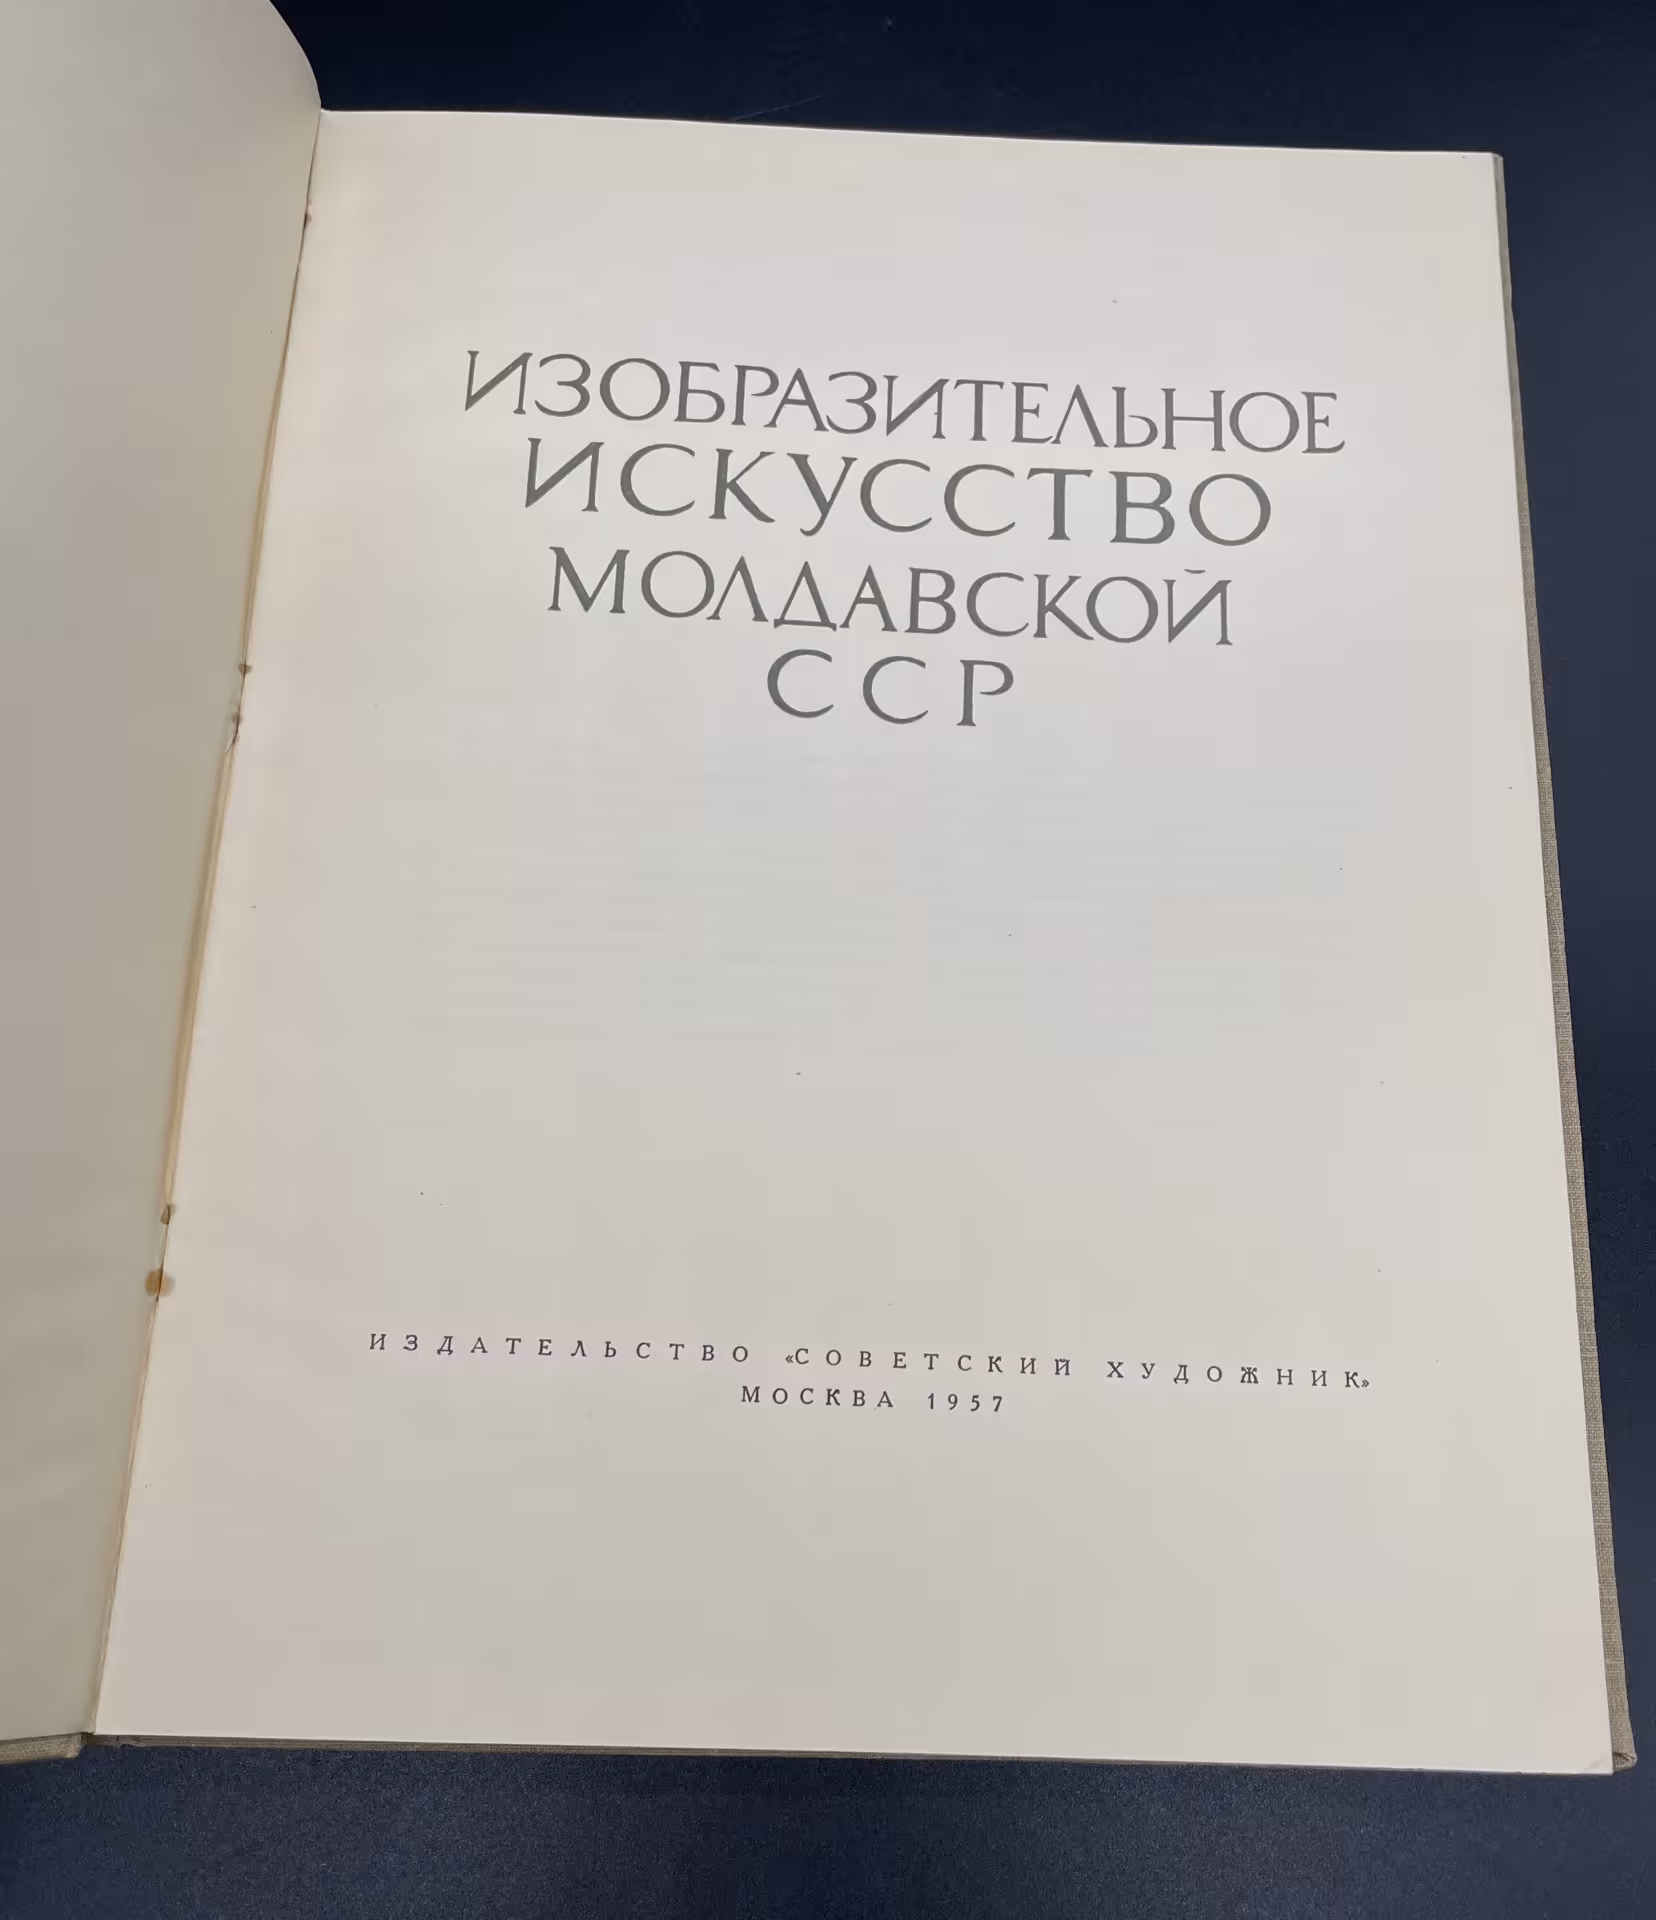 ИЗОБРАЗИТЕЛЬНОЕ
ИСКУССТВО
МОЛДАВСКОЙ
ССР
ИЗДАТЕЛЬСТВО «СОВЕТСКИЙ ХУДОЖНИК»
МОСКВА 1957